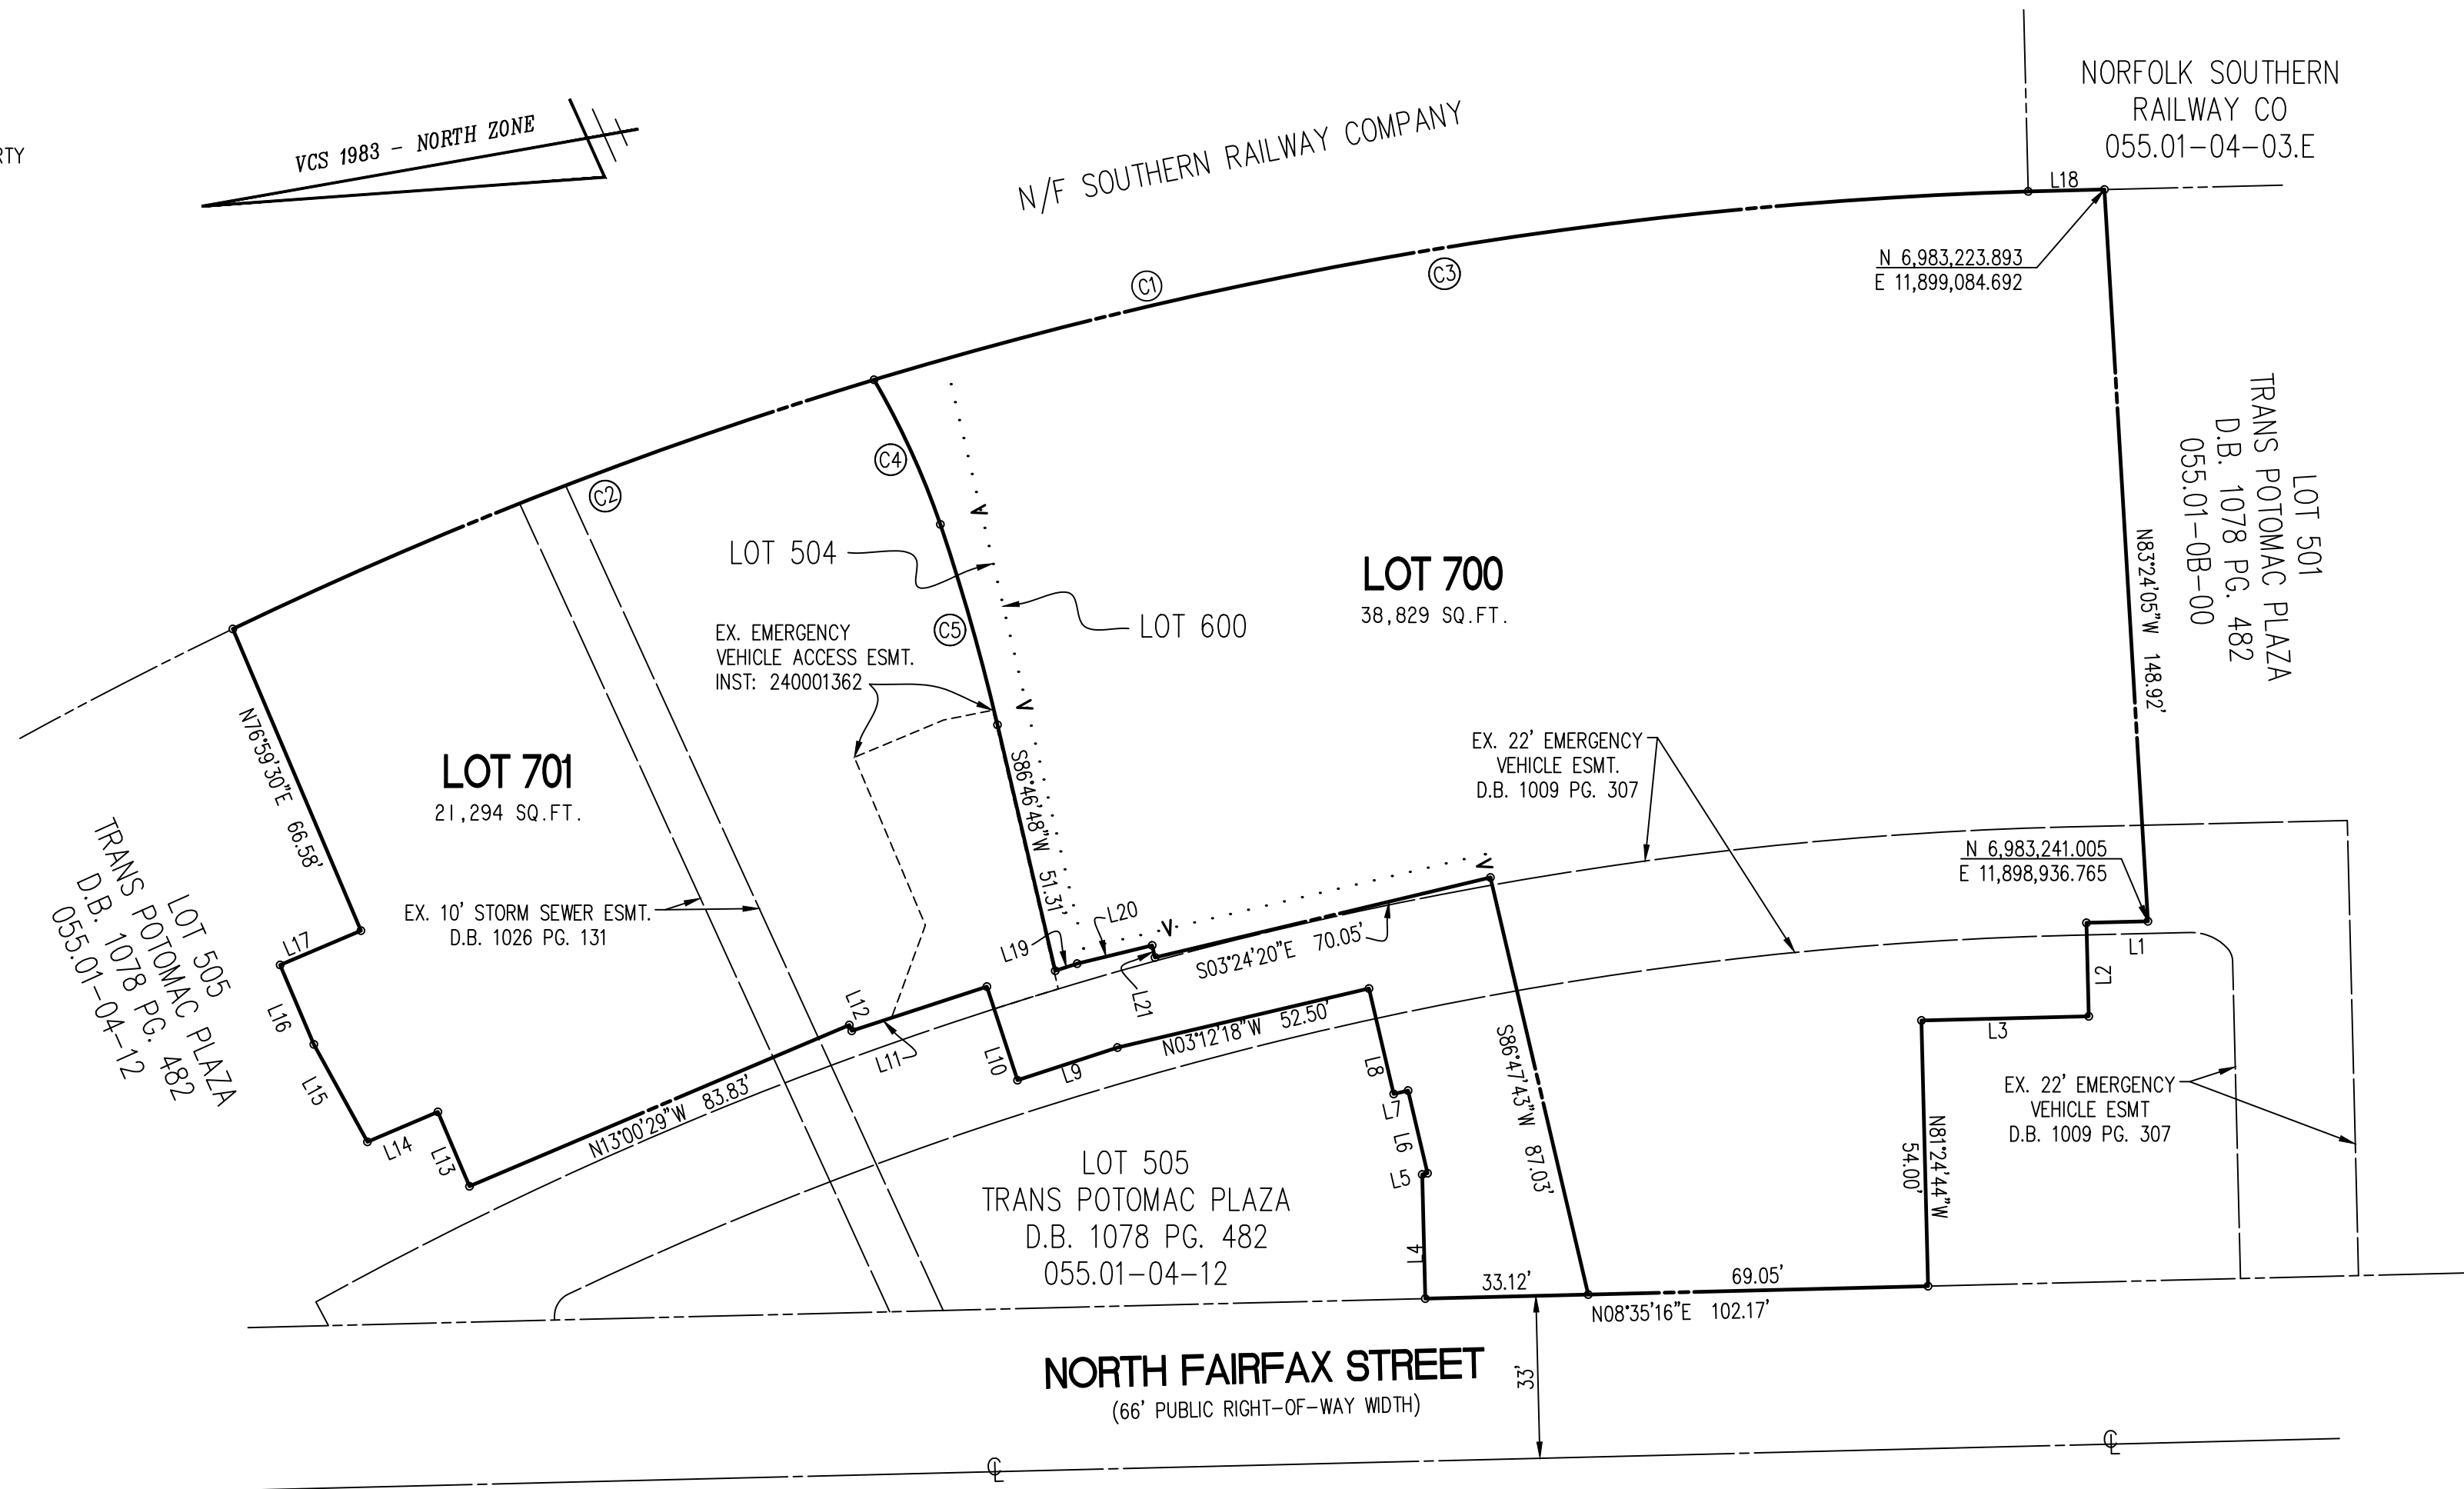 RTY
VCS 1983 - NORTH ZONE
N/F SOUTHERN RAILWAY COMPANY
NORFOLK SOUTHERN
RAILWAY CO
055.01-04-03.E
L18
N 6,983,223.893
E 11,899,084.692
C1
C3
C2
C4
C5
LOT 504
LOT 600
LOT 700
38,829 SQ.FT.
N83°24'05"W 148.92'
LOT 501
TRANS POTOMAC PLAZA
D.B. 1078 PG. 482
055.01-0B-00
EX. EMERGENCY
VEHICLE ACCESS ESMT.
INST: 240001362
N76°59'30"E 66.58'
LOT 701
21,294 SQ.FT.
S86°46'48"W 51.31'
EX. 22' EMERGENCY
VEHICLE ESMT.
D.B. 1009 PG. 307
N 6,983,241.005
E 11,898,936.765
LOT 505
TRANS POTOMAC PLAZA
D.B. 1078 PG. 482
055.01-04-12
EX. 10' STORM SEWER ESMT.
D.B. 1026 PG. 131
L17
L16
L15
L14
L13
L12
L11
L10
L9
L19
L20
L21
S03°24'20"E 70.05'
N03°12'18"W 52.50'
N13°00'29"W 83.83'
L8
L7
L6
L5
L4
S86°47'43"W 87.03'
L1
L2
L3
N81°24'44"W
54.00'
EX. 22' EMERGENCY
VEHICLE ESMT
D.B. 1009 PG. 307
LOT 505
TRANS POTOMAC PLAZA
D.B. 1078 PG. 482
055.01-04-12
33.12'
69.05'
N08°35'16"E 102.17'
NORTH FAIRFAX STREET
(66' PUBLIC RIGHT-OF-WAY WIDTH)
33'
℄
℄